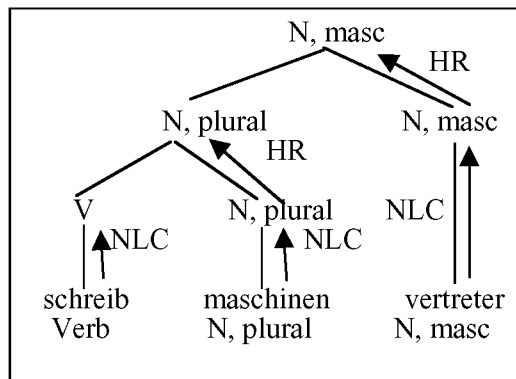 N, masc
HR
N, plural
N, masc
HR
V
N, plural
NLC
NLC
NLC
schreib
maschinen
vertreter
Verb
N, plural
N, masc